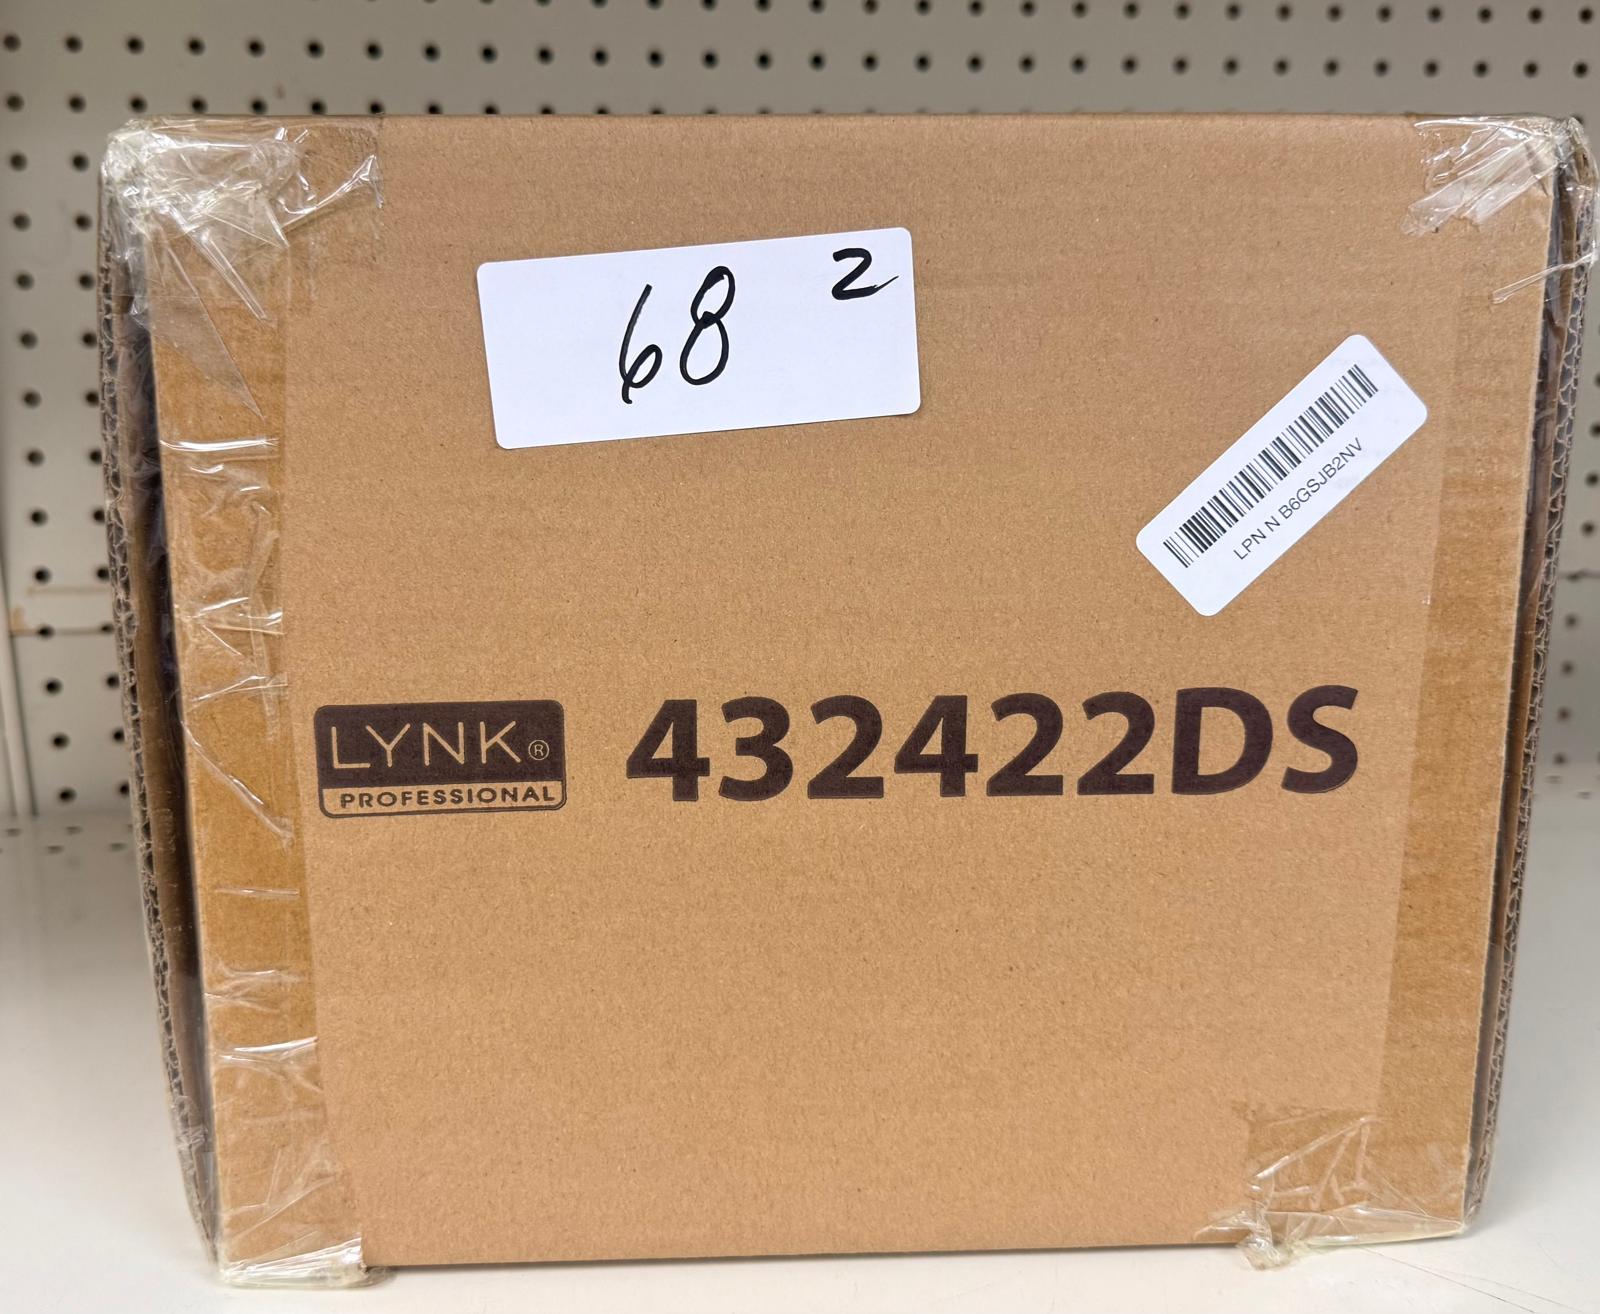 68 2
LPN N B6GSJB2NV
LYNK®
PROFESSIONAL
432422DS